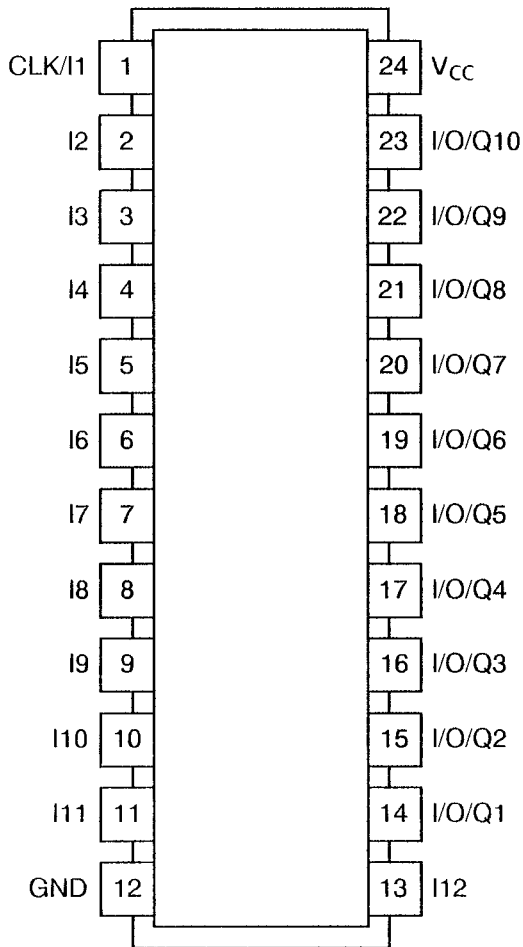 CLK/I1 1 24 VCC
I2 2 23 I/O/Q10
I3 3 22 I/O/Q9
I4 4 21 I/O/Q8
I5 5 20 I/O/Q7
I6 6 19 I/O/Q6
I7 7 18 I/O/Q5
I8 8 17 I/O/Q4
I9 9 16 I/O/Q3
I10 10 15 I/O/Q2
I11 11 14 I/O/Q1
GND 12 13 I12